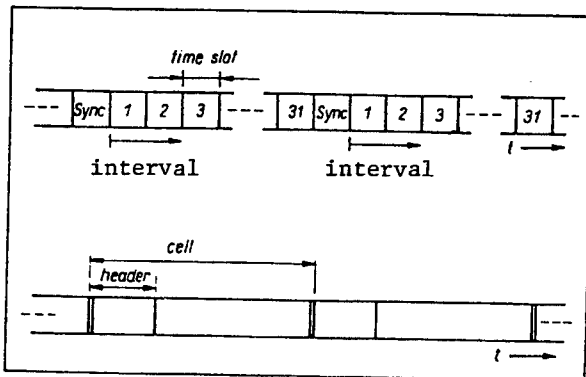 time slot
Sync 1 2 3 31 Sync 1 2 3 31
t
interval interval
cell
header
t